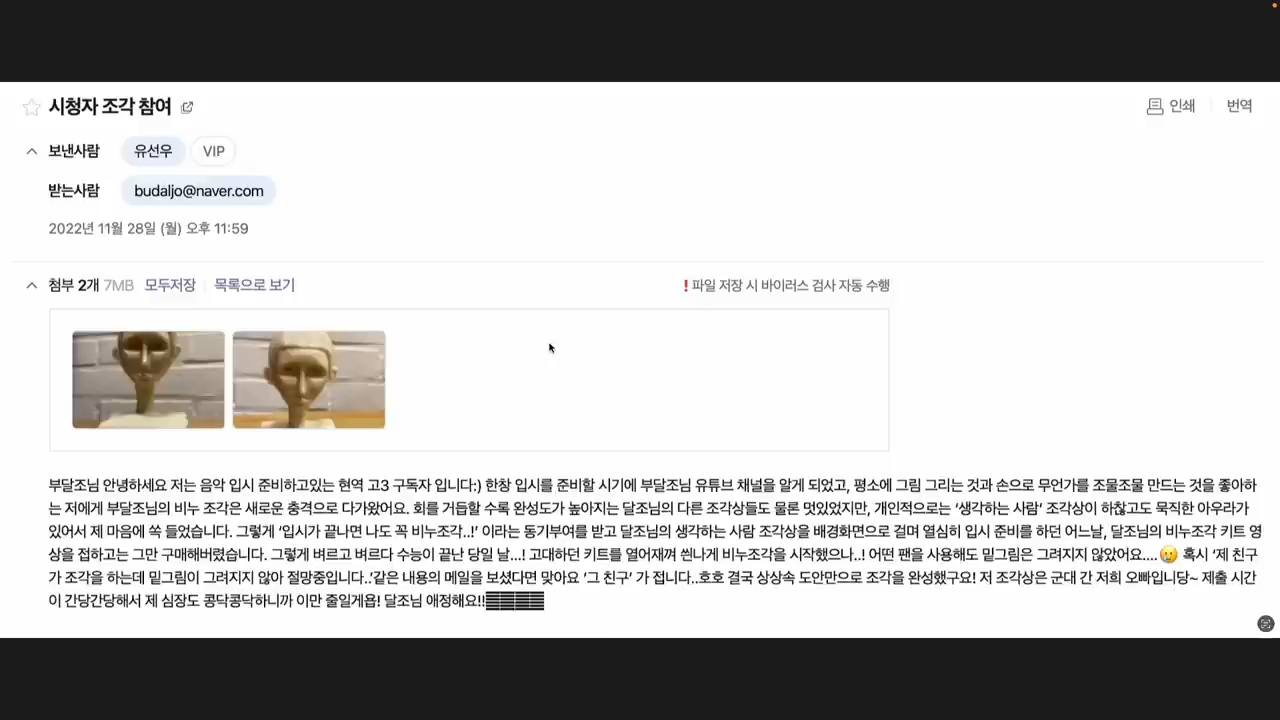 시청자 조각 참여
인쇄 번역
보낸사람 유선우 VIP
받는사람 budaljo@naver.com
2022년 11월 28일 (월) 오후 11:59
첨부 2개 7MB 모두저장 목록으로 보기 ! 파일 저장 시 바이러스 검사 자동 수행
부달조님 안녕하세요 저는 음악 입시 준비하고있는 현역 고3 구독자 입니다:) 한창 입시를 준비할 시기에 부달조님 유튜브 채널을 알게 되었고, 평소에 그림 그리는 것과 손으로 무언가를 조물조물 만드는 것을 좋아하
는 저에게 부달조님의 비누 조각은 새로운 충격으로 다가왔어요. 회를 거듭할 수록 완성도가 높아지는 달조님의 다른 조각상들도 물론 멋있었지만, 개인적으로는 '생각하는 사람' 조각상이 하찮고도 묵직한 아우라가
있어서 제 마음에 쏙 들었습니다. 그렇게 '입시가 끝나면 나도 꼭 비누조각..!' 이라는 동기부여를 받고 달조님의 생각하는 사람 조각상을 배경화면으로 걸며 열심히 입시 준비를 하던 어느날, 달조님의 비누조각 키트 영
상을 접하고는 그만 구매해버렸습니다. 그렇게 벼르고 벼르다 수능이 끝난 당일 날...! 고대하던 키트를 열어재껴 씐나게 비누조각을 시작했으나..! 어떤 팬을 사용해도 밑그림은 그려지지 않았어요.... 🥲 혹시 '제 친구
가 조각을 하는데 밑그림이 그려지지 않아 절망중입니다..'같은 내용의 메일을 보셨다면 맞아요 '그 친구' 가 접니다..호호 결국 상상속 도안만으로 조각을 완성했구요! 저 조각상은 군대 간 저희 오빠입니당~ 제출 시간
이 간당간당해서 제 심장도 콩닥콩닥하니까 이만 줄일게욥! 달조님 애정해요!!